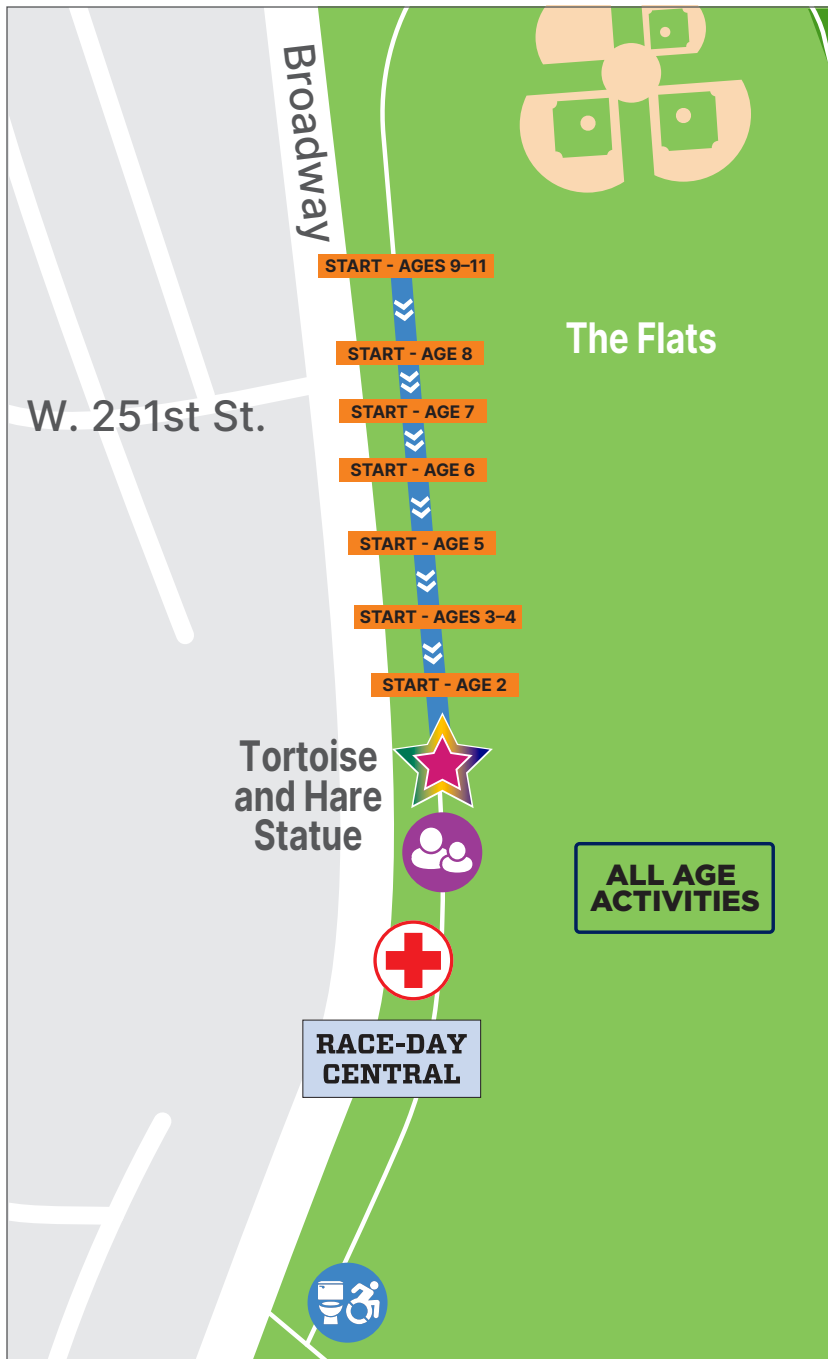 Broadway
START - AGES 9–11
The Flats
START - AGE 8
W. 251st St.
START - AGE 7
START - AGE 6
START - AGE 5
START - AGES 3–4
START - AGE 2
Tortoise
and Hare
Statue
ALL AGE
ACTIVITIES
RACE-DAY
CENTRAL